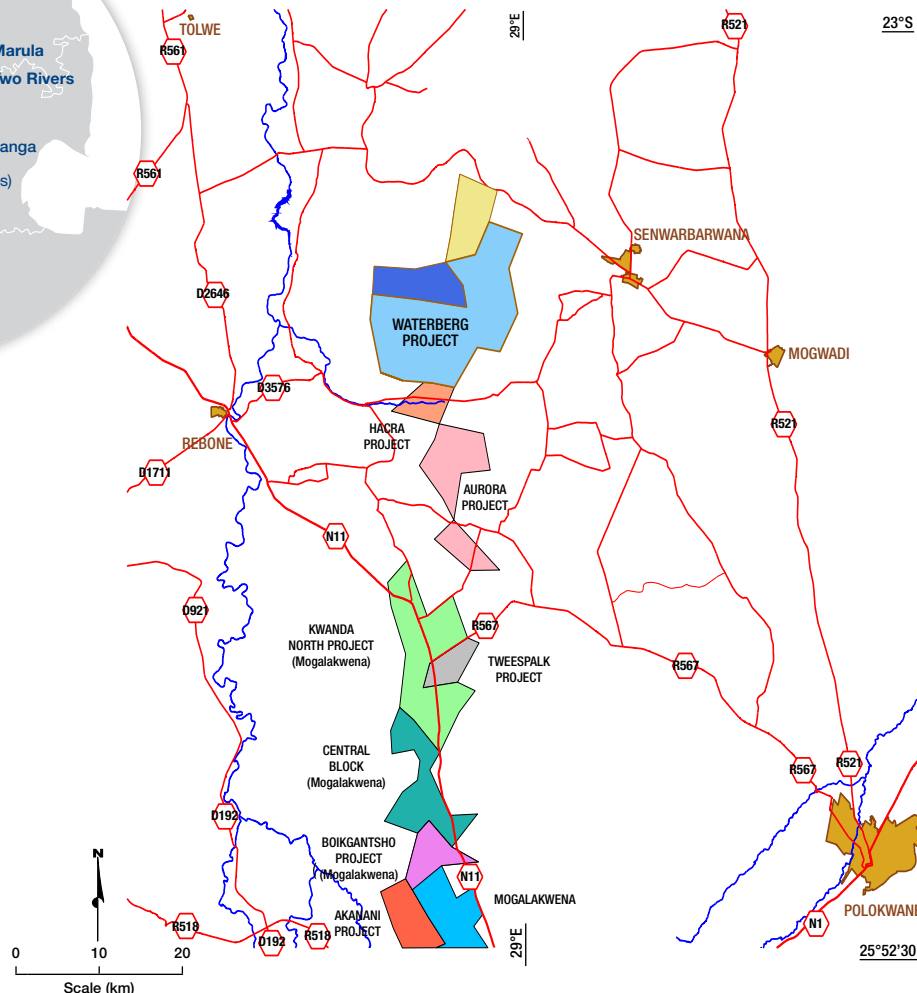 TOLWE
R561
29°E
R521
23°S
Marula
Two Rivers
anga
s)
R561
SENWARBARWANA
D2646
WATERBERG
PROJECT
MOGWADI
D3576
REBONE
HACRA
PROJECT
R521
D1711
AURORA
PROJECT
N11
D921
KWANDA
NORTH PROJECT
(Mogalakwena)
R567
TWEESPALK
PROJECT
R567
CENTRAL
BLOCK
(Mogalakwena)
R567
R521
D192
BOIKGANTSHO
PROJECT
(Mogalakwena)
N
N11
MOGALAKWENA
AKANANI
PROJECT
POLOKWANE
R518
D192
R518
N1
29°E
25°52'30
0 10 20
Scale (km)